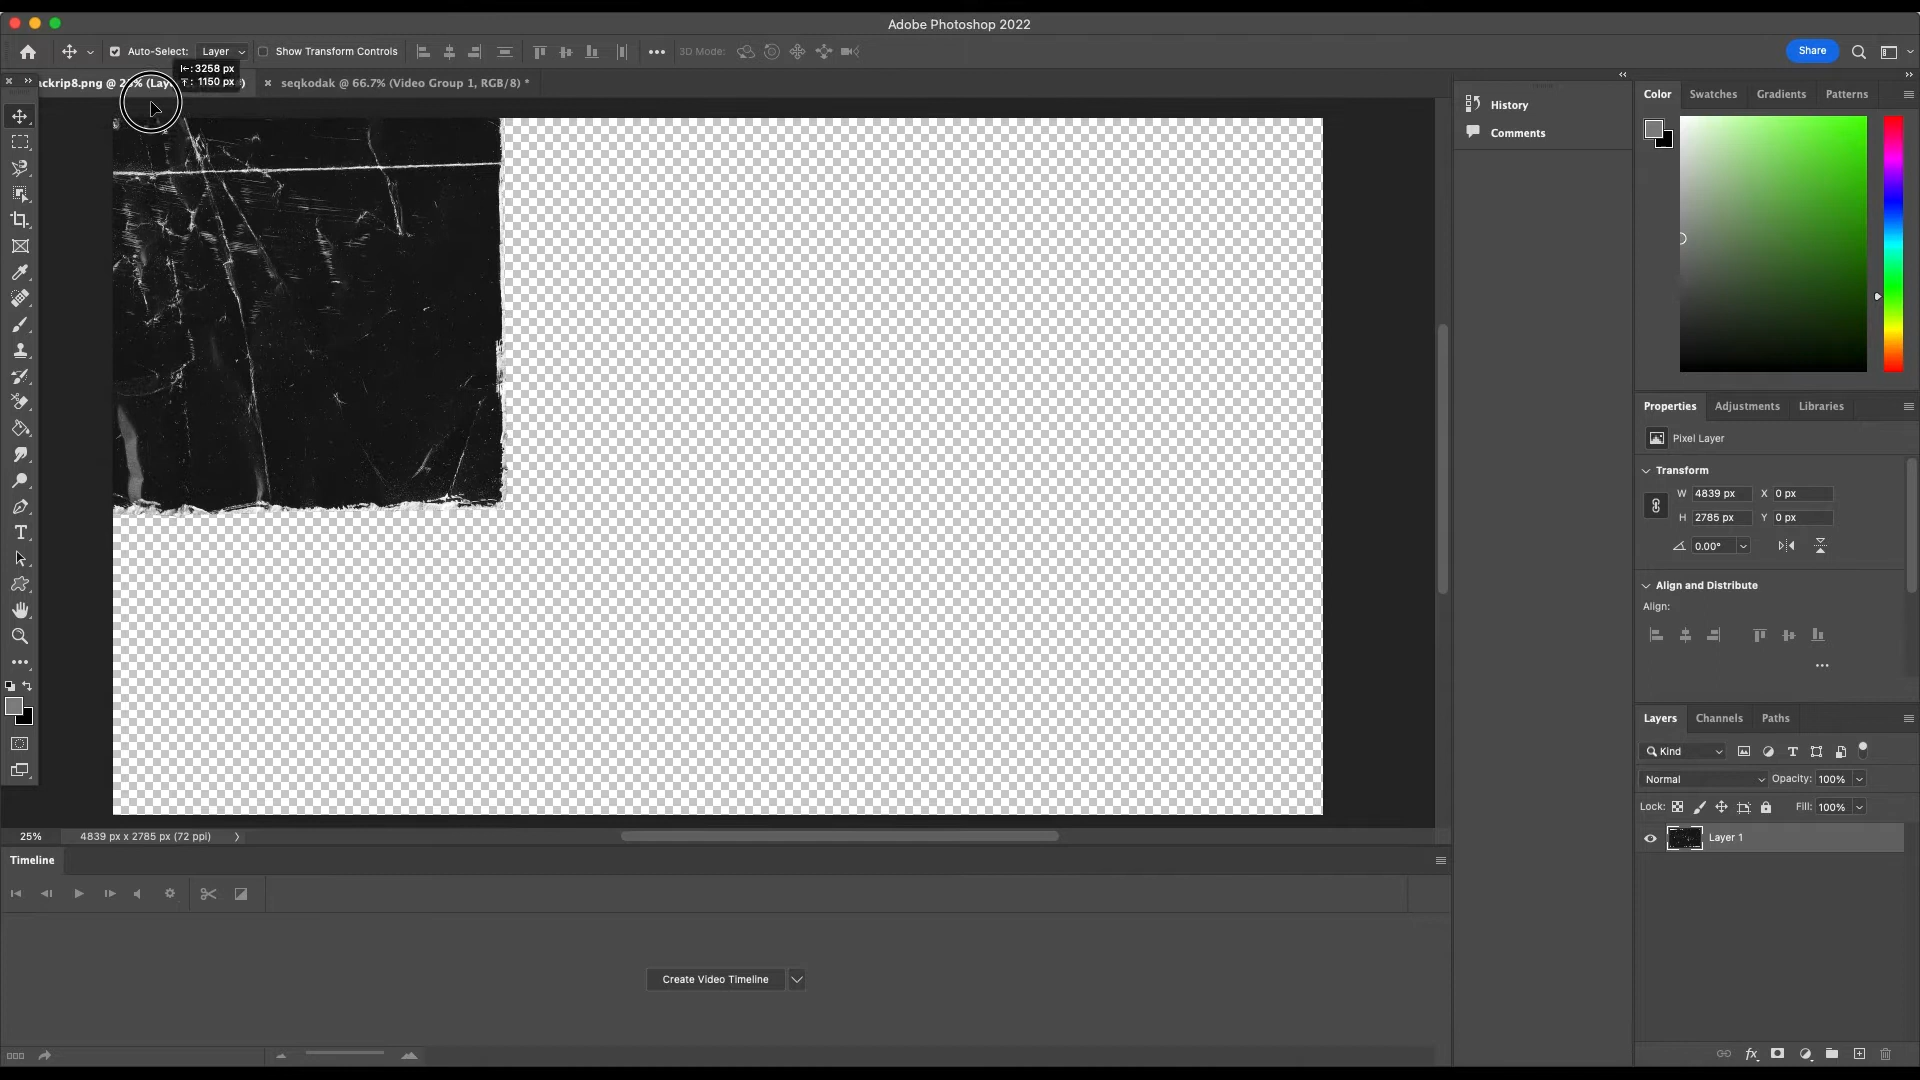 Adobe Photoshop 2022
Auto-Select: Layer Show Transform Controls 3D Mode: Share
3258 px
: 1150 px
ckrip8.png @ 2 % (Lay )
seqkodak @ 66.7% (Video Group 1, RGB/8) *
History
Comments
Color Swatches Gradients Patterns
Properties Adjustments Libraries
Pixel Layer
Transform
W 4839 px X 0 px
H 2785 px Y 0 px
0.00°
Align and Distribute
Align:
Layers Channels Paths
Kind
Normal Opacity: 100%
Lock: Fill: 100%
Layer 1
25% 4839 px x 2785 px (72 ppi)
Timeline
Create Video Timeline